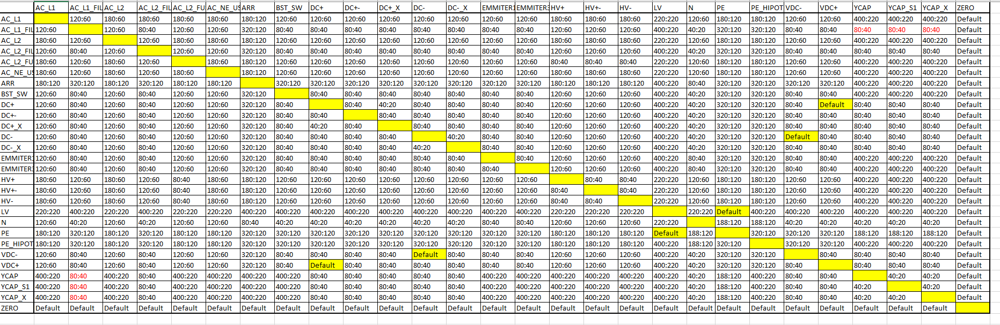 AC_L1 AC_L1_FIL AC_L2 AC_L2_FIL AC_L2_FU AC_NE_US ARR BST_SW DC+ DC+- DC+_X DC- DC-_X EMMITER1 EMMITER3 HV+ HV+- HV- LV N PE PE_HIPOT VDC- VDC+ YCAP YCAP_S1 YCAP_X ZERO
AC_L1 120:60 180:60 180:60 180:60 180:60 180:120 120:60 120:60 120:60 120:60 120:60 120:60 120:60 120:60 180:60 180:60 180:60 220:220 120:60 180:120 180:120 120:60 120:60 400:220 400:220 400:220 Default
AC_L1_FIL 120:60 120:60 80:40 120:60 120:60 320:120 80:40 80:40 80:40 80:40 80:40 80:40 80:40 80:40 120:60 120:60 120:60 400:220 40:20 320:120 320:120 80:40 80:40 80:40 80:40 80:40 Default
AC_L2 180:60 120:60 120:60 180:60 180:60 180:120 120:60 120:60 120:60 120:60 120:60 120:60 120:60 120:60 180:60 180:60 180:60 220:220 120:60 180:120 180:120 120:60 120:60 400:220 400:220 400:220 Default
AC_L2_FIL 120:60 80:40 120:60 120:60 120:60 320:120 80:40 80:40 80:40 80:40 80:40 80:40 80:40 80:40 120:60 120:60 120:60 400:220 40:20 320:120 320:120 80:40 80:40 80:40 80:40 80:40 Default
AC_L2_FU 180:60 120:60 180:60 120:60 180:60 180:120 120:60 120:60 120:60 120:60 120:60 120:60 120:60 120:60 80:40 80:40 80:40 220:220 120:60 180:120 180:120 120:60 120:60 400:220 400:220 400:220 Default
AC_NE_US 180:60 120:60 180:60 120:60 180:60 180:120 120:60 120:60 120:60 120:60 120:60 120:60 120:60 120:60 180:60 180:60 180:60 220:220 120:60 180:120 180:120 120:60 120:60 400:220 400:220 400:220 Default
ARR 180:120 320:120 180:120 320:120 180:120 180:120 320:120 320:120 320:120 320:120 320:120 320:120 320:120 320:120 180:120 180:120 180:120 400:220 80:40 320:120 320:120 320:120 320:120 400:220 400:220 400:220 Default
BST_SW 120:60 80:40 120:60 80:40 120:60 120:60 320:120 80:40 80:40 80:40 80:40 80:40 80:40 80:40 120:60 120:60 120:60 400:220 40:20 320:120 320:120 80:40 80:40 400:220 400:220 400:220 Default
DC+ 120:60 80:40 120:60 80:40 120:60 120:60 320:120 80:40 80:40 40:20 80:40 80:40 80:40 80:40 120:60 120:60 120:60 400:220 40:20 320:120 320:120 80:40 Default 80:40 80:40 80:40 Default
DC+- 120:60 80:40 120:60 80:40 120:60 120:60 320:120 80:40 80:40 80:40 80:40 80:40 80:40 80:40 120:60 120:60 120:60 400:220 40:20 320:120 320:120 80:40 80:40 80:40 80:40 80:40 Default
DC+_X 120:60 80:40 120:60 80:40 120:60 120:60 320:120 80:40 40:20 80:40 80:40 80:40 80:40 80:40 120:60 120:60 120:60 400:220 40:20 320:120 320:120 80:40 80:40 80:40 80:40 80:40 Default
DC- 120:60 80:40 120:60 80:40 120:60 120:60 320:120 80:40 80:40 80:40 80:40 40:20 80:40 80:40 120:60 120:60 120:60 400:220 40:20 320:120 320:120 Default 80:40 80:40 80:40 80:40 Default
DC-_X 120:60 80:40 120:60 80:40 120:60 120:60 320:120 80:40 80:40 80:40 80:40 40:20 80:40 80:40 120:60 120:60 120:60 400:220 40:20 320:120 320:120 80:40 80:40 80:40 80:40 80:40 Default
EMMITER1 120:60 80:40 120:60 80:40 120:60 120:60 320:120 80:40 80:40 80:40 80:40 80:40 80:40 80:40 120:60 120:60 120:60 400:220 80:40 320:120 320:120 80:40 80:40 400:220 400:220 400:220 Default
EMMITER3 120:60 80:40 120:60 80:40 120:60 120:60 320:120 80:40 80:40 80:40 80:40 80:40 80:40 80:40 120:60 120:60 120:60 400:220 80:40 320:120 320:120 80:40 80:40 400:220 400:220 400:220 Default
HV+ 180:60 120:60 180:60 120:60 80:40 180:60 180:120 120:60 120:60 120:60 120:60 120:60 120:60 120:60 120:60 80:40 80:40 220:220 120:60 180:120 180:120 120:60 120:60 400:220 400:220 400:220 Default
HV+- 180:60 120:60 180:60 120:60 80:40 180:60 180:120 120:60 120:60 120:60 120:60 120:60 120:60 120:60 120:60 80:40 80:40 220:220 120:60 180:120 180:120 120:60 120:60 400:220 400:220 400:220 Default
HV- 180:60 120:60 180:60 120:60 80:40 180:60 180:120 120:60 120:60 120:60 120:60 120:60 120:60 120:60 120:60 80:40 80:40 220:220 120:60 180:120 180:120 120:60 120:60 400:220 400:220 400:220 Default
LV 220:220 400:220 220:220 400:220 220:220 220:220 400:220 400:220 400:220 400:220 400:220 400:220 400:220 400:220 400:220 220:220 220:220 220:220 220:220 Default 400:220 400:220 400:220 400:220 400:220 400:220 Default
N 120:60 40:20 120:60 40:20 120:60 120:60 80:40 40:20 40:20 40:20 40:20 40:20 40:20 80:40 80:40 120:60 120:60 120:60 220:220 188:120 188:120 40:20 40:20 40:20 40:20 40:20 Default
PE 180:120 320:120 180:120 320:120 180:120 180:120 320:120 320:120 320:120 320:120 320:120 320:120 320:120 320:120 320:120 180:120 180:120 180:120 Default 188:120 320:120 320:120 320:120 188:120 188:120 188:120 Default
PE_HIPOT 180:120 320:120 180:120 320:120 180:120 180:120 320:120 320:120 320:120 320:120 320:120 320:120 320:120 320:120 320:120 180:120 180:120 180:120 400:220 188:120 320:120 320:120 320:120 400:220 400:220 400:220 Default
VDC- 120:60 80:40 120:60 80:40 120:60 120:60 320:120 80:40 80:40 80:40 80:40 Default 80:40 80:40 80:40 120:60 120:60 120:60 400:220 40:20 320:120 320:120 80:40 80:40 80:40 80:40 Default
VDC+ 120:60 80:40 120:60 80:40 120:60 120:60 320:120 80:40 Default 80:40 80:40 80:40 80:40 80:40 80:40 120:60 120:60 120:60 400:220 40:20 320:120 320:120 80:40 80:40 80:40 80:40 Default
YCAP 400:220 80:40 400:220 80:40 400:220 400:220 400:220 400:220 80:40 80:40 80:40 80:40 80:40 400:220 400:220 400:220 400:220 400:220 400:220 40:20 188:120 400:220 80:40 80:40 40:20 40:20 Default
YCAP_S1 400:220 80:40 400:220 80:40 400:220 400:220 400:220 400:220 80:40 80:40 80:40 80:40 80:40 400:220 400:220 400:220 400:220 400:220 400:220 40:20 188:120 400:220 80:40 80:40 40:20 40:20 Default
YCAP_X 400:220 80:40 400:220 80:40 400:220 400:220 400:220 400:220 80:40 80:40 80:40 80:40 80:40 400:220 400:220 400:220 400:220 400:220 400:220 40:20 188:120 400:220 80:40 80:40 40:20 40:20 Default
ZERO Default Default Default Default Default Default Default Default Default Default Default Default Default Default Default Default Default Default Default Default Default Default Default Default Default Default Default